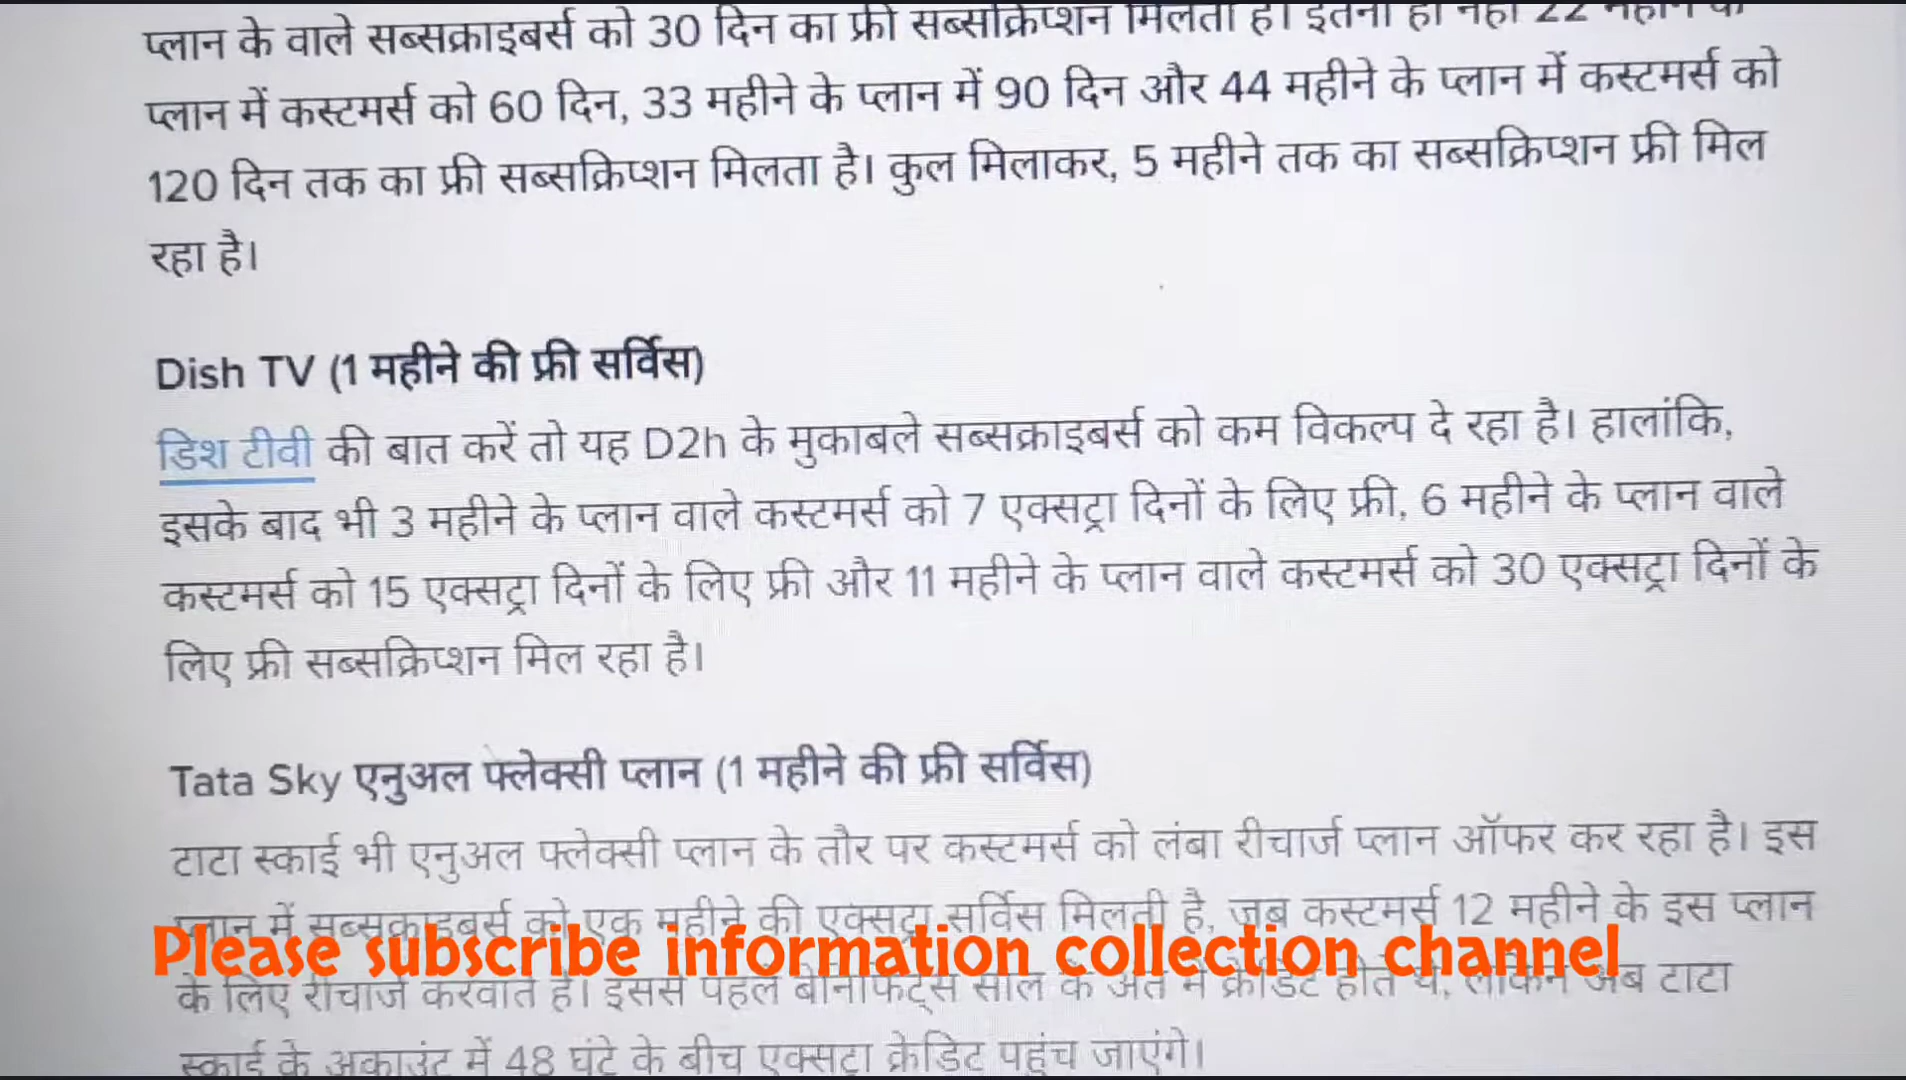 प्लान के वाले सब्सक्राइबर्स को 30 दिन का फ्री सब्सक्रिप्शन मिलता है। इतना ही नहीं 22 महीने के
प्लान में कस्टमर्स को 60 दिन, 33 महीने के प्लान में 90 दिन और 44 महीने के प्लान में कस्टमर्स को
120 दिन तक का फ्री सब्सक्रिप्शन मिलता है। कुल मिलाकर, 5 महीने तक का सब्सक्रिप्शन फ्री मिल
रहा है।
Dish TV (1 महीने की फ्री सर्विस)
डिश टीवी की बात करें तो यह D2h के मुकाबले सब्सक्राइबर्स को कम विकल्प दे रहा है। हालांकि,
इसके बाद भी 3 महीने के प्लान वाले कस्टमर्स को 7 एक्सट्रा दिनों के लिए फ्री, 6 महीने के प्लान वाले
कस्टमर्स को 15 एक्सट्रा दिनों के लिए फ्री और 11 महीने के प्लान वाले कस्टमर्स को 30 एक्सट्रा दिनों के
लिए फ्री सब्सक्रिप्शन मिल रहा है।
Tata Sky एनुअल फ्लेक्सी प्लान (1 महीने की फ्री सर्विस)
टाटा स्काई भी एनुअल फ्लेक्सी प्लान के तौर पर कस्टमर्स को लंबा रीचार्ज प्लान ऑफर कर रहा है। इस
प्लान में सब्सक्राइबर्स को एक महीने की एक्सट्रा सर्विस मिलती है, जब कस्टमर्स 12 महीने के इस प्लान
Please subscribe information collection channel
के लिए रीचार्ज करवाते हैं। इससे पहले बेनीफिट्स साल के अंत में क्रेडिट होते थे, लेकिन अब टाटा
स्काई के अकाउंट में 48 घंटे के बीच एक्सट्रा क्रेडिट पहुंच जाएंगे।